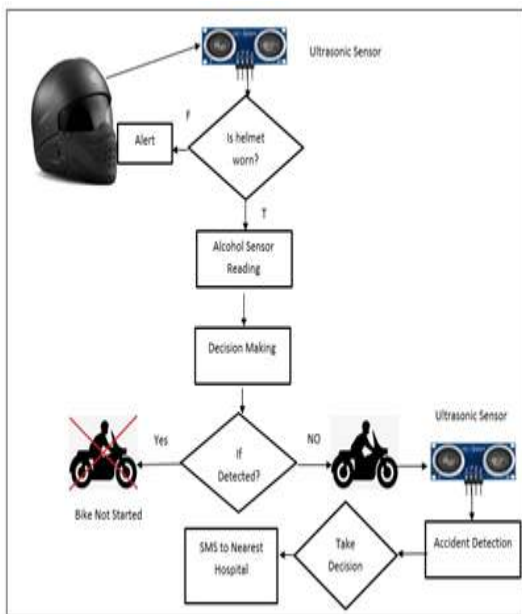 Ultrasonic Sensor
F
Alert
Is helmet
worn?
T
Alcohol Sensor
Reading
Decision Making
Ultrasonic Sensor
Yes
If
Detected?
NO
Bike Not Started
SMS to Nearest
Hospital
Take
Decision
Accident Detection